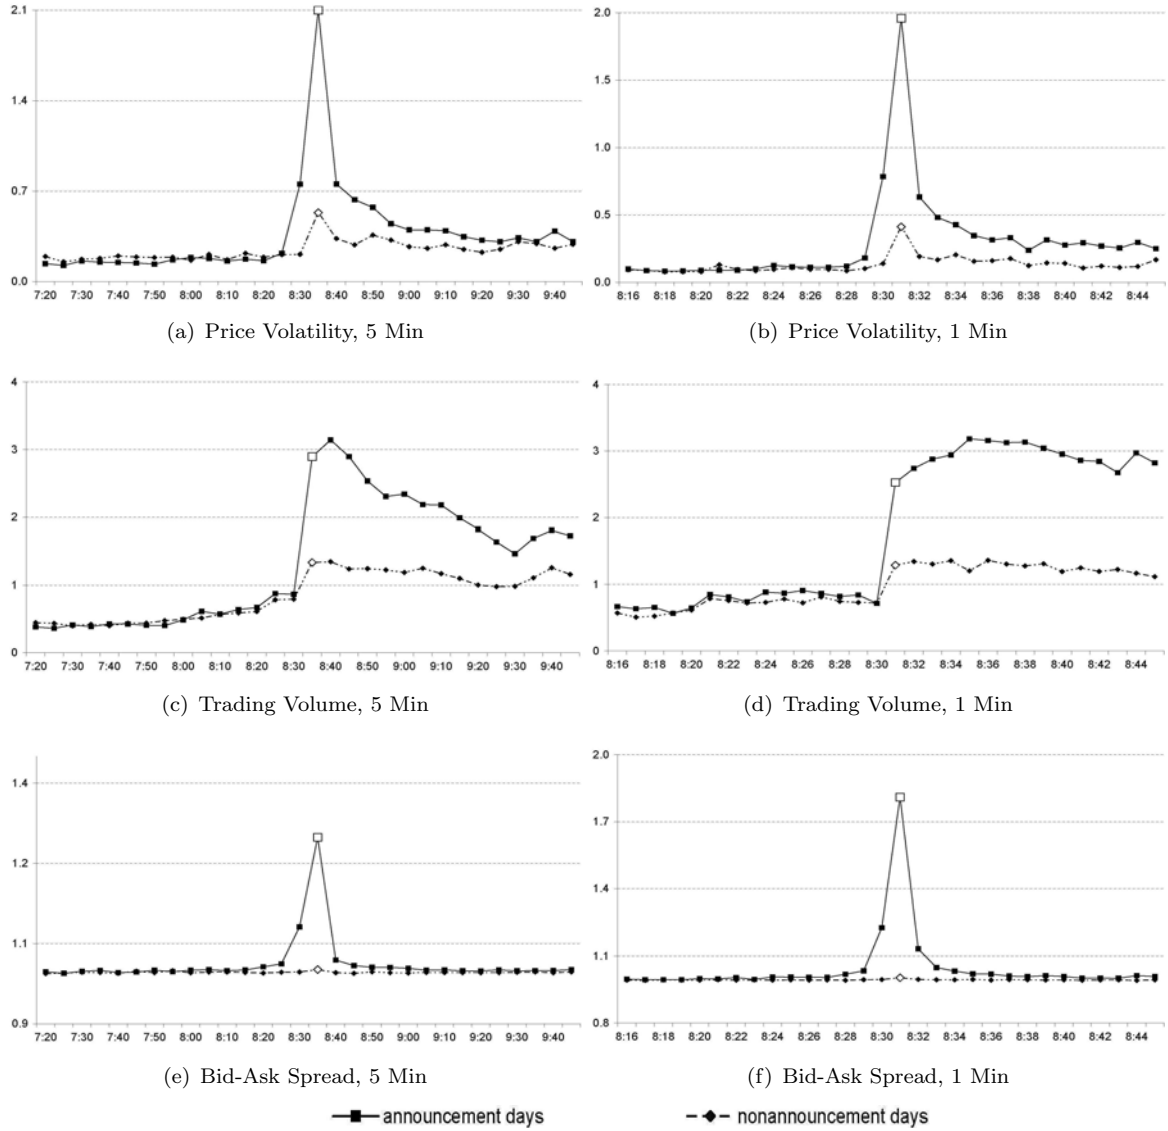 2.1
1.4
0.7
0.0
7:20 7:30 7:40 7:50 8:00 8:10 8:20 8:30 8:40 8:50 9:00 9:10 9:20 9:30 9:40
(a) Price Volatility, 5 Min
2.0
1.5
1.0
0.5
0.0
8:16 8:18 8:20 8:22 8:24 8:26 8:28 8:30 8:32 8:34 8:36 8:38 8:40 8:42 8:44
(b) Price Volatility, 1 Min
4
3
2
1
0
7:20 7:30 7:40 7:50 8:00 8:10 8:20 8:30 8:40 8:50 9:00 9:10 9:20 9:30 9:40
(c) Trading Volume, 5 Min
4
3
2
1
0
8:16 8:18 8:20 8:22 8:24 8:26 8:28 8:30 8:32 8:34 8:36 8:38 8:40 8:42 8:44
(d) Trading Volume, 1 Min
1.4
1.2
1.0
0.9
7:20 7:30 7:40 7:50 8:00 8:10 8:20 8:30 8:40 8:50 9:00 9:10 9:20 9:30 9:40
(e) Bid-Ask Spread, 5 Min
2.0
1.7
1.4
1.1
0.8
8:16 8:18 8:20 8:22 8:24 8:26 8:28 8:30 8:32 8:34 8:36 8:38 8:40 8:42 8:44
(f) Bid-Ask Spread, 1 Min
announcement days nonannouncement days